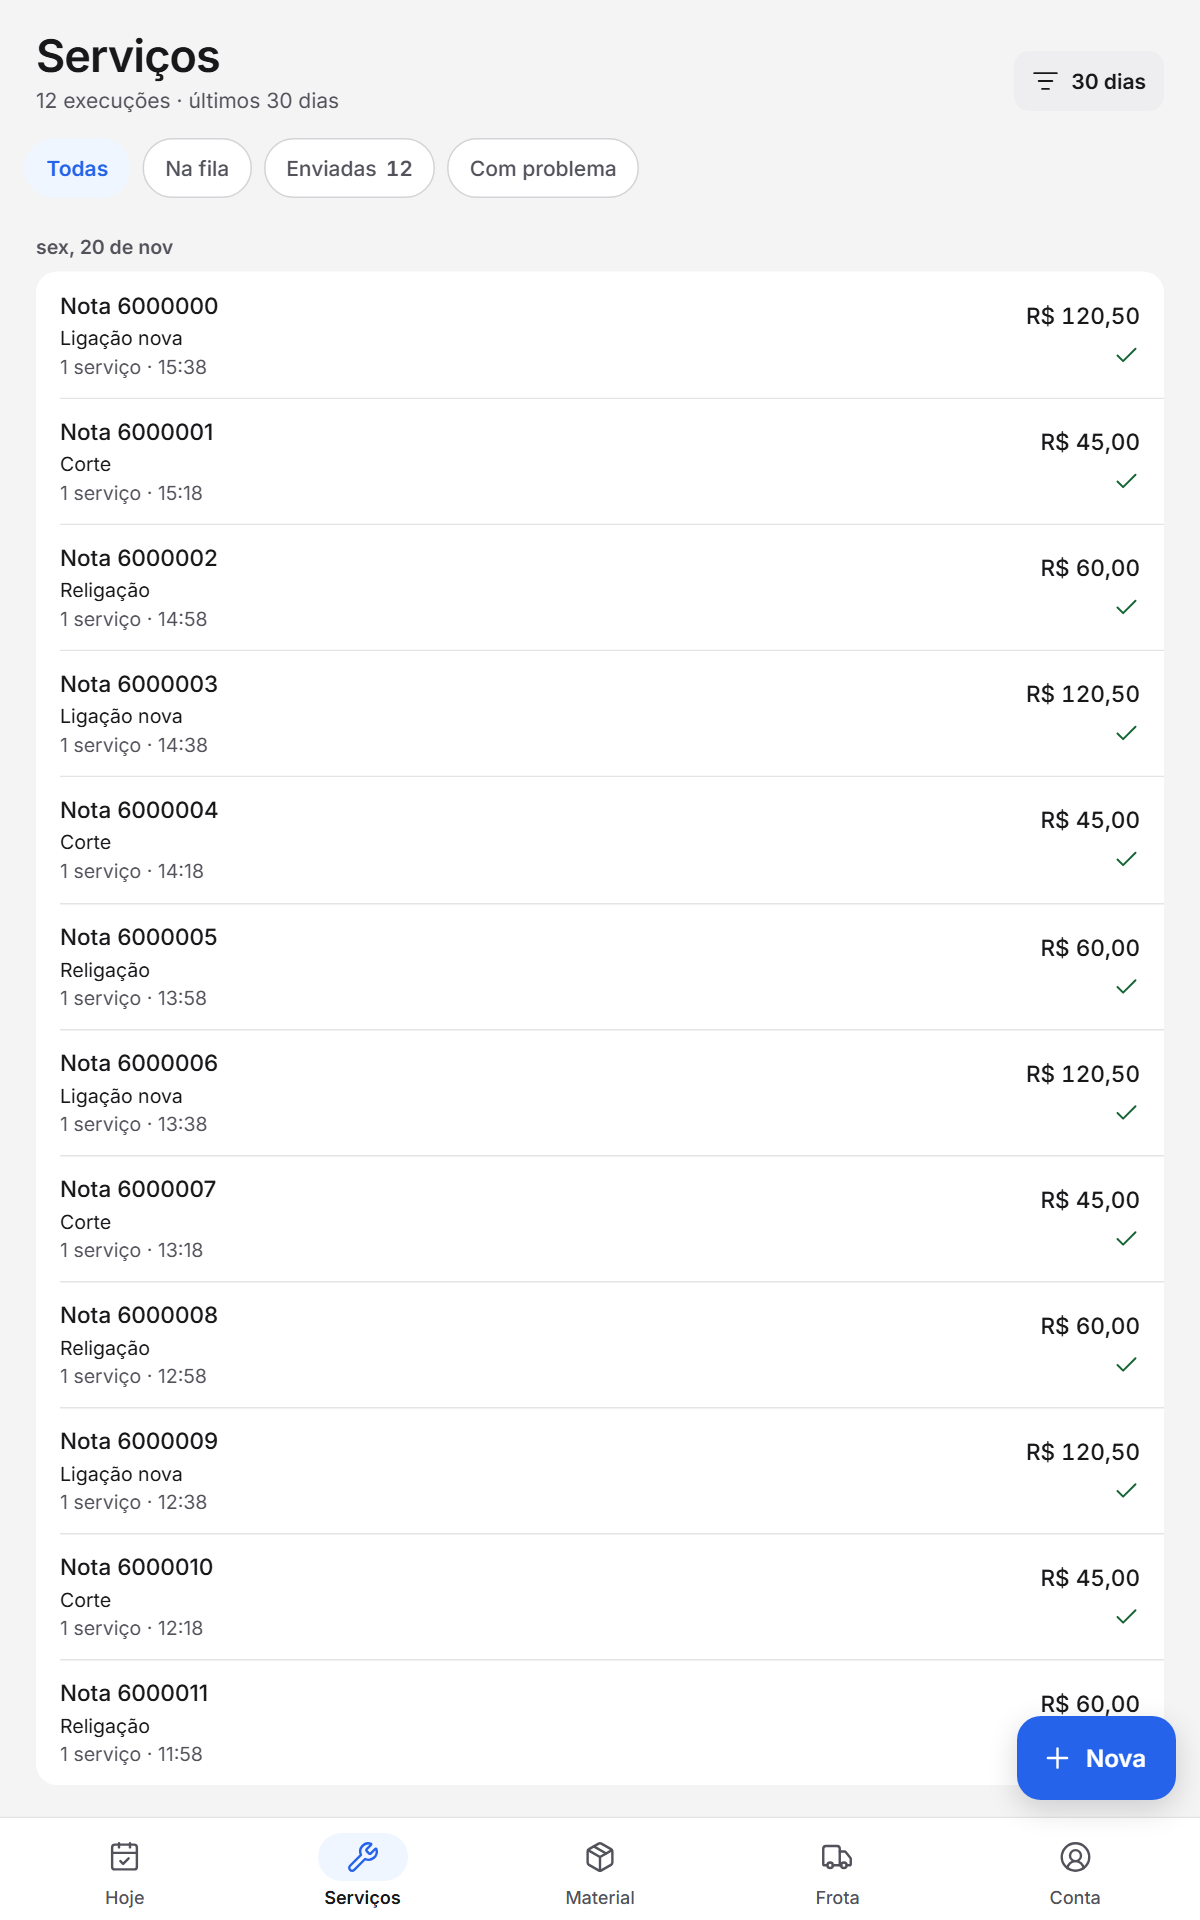 Serviços
12 execuções · últimos 30 dias
30 dias
Todas
Na fila
Enviadas 12
Com problema
sex, 20 de nov
Nota 6000000
R$ 120,50
Ligação nova
1 serviço · 15:38
Nota 6000001
R$ 45,00
Corte
1 serviço · 15:18
Nota 6000002
R$ 60,00
Religação
1 serviço · 14:58
Nota 6000003
R$ 120,50
Ligação nova
1 serviço · 14:38
Nota 6000004
R$ 45,00
Corte
1 serviço · 14:18
Nota 6000005
R$ 60,00
Religação
1 serviço · 13:58
Nota 6000006
R$ 120,50
Ligação nova
1 serviço · 13:38
Nota 6000007
R$ 45,00
Corte
1 serviço · 13:18
Nota 6000008
R$ 60,00
Religação
1 serviço · 12:58
Nota 6000009
R$ 120,50
Ligação nova
1 serviço · 12:38
Nota 6000010
R$ 45,00
Corte
1 serviço · 12:18
Nota 6000011
R$ 60,00
Religação
1 serviço · 11:58
Nova
Hoje
Serviços
Material
Frota
Conta